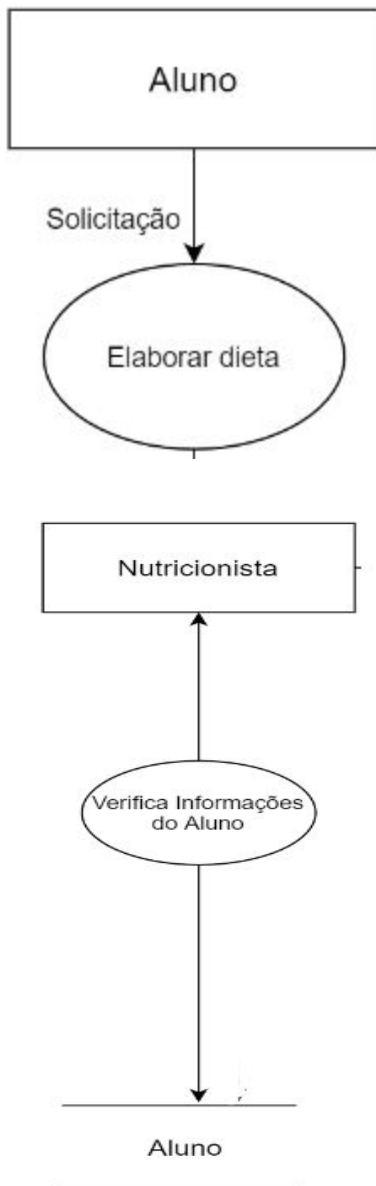 Aluno
Solicitação
Elaborar dieta
Nutricionista
Verifica Informações
do Aluno
Aluno